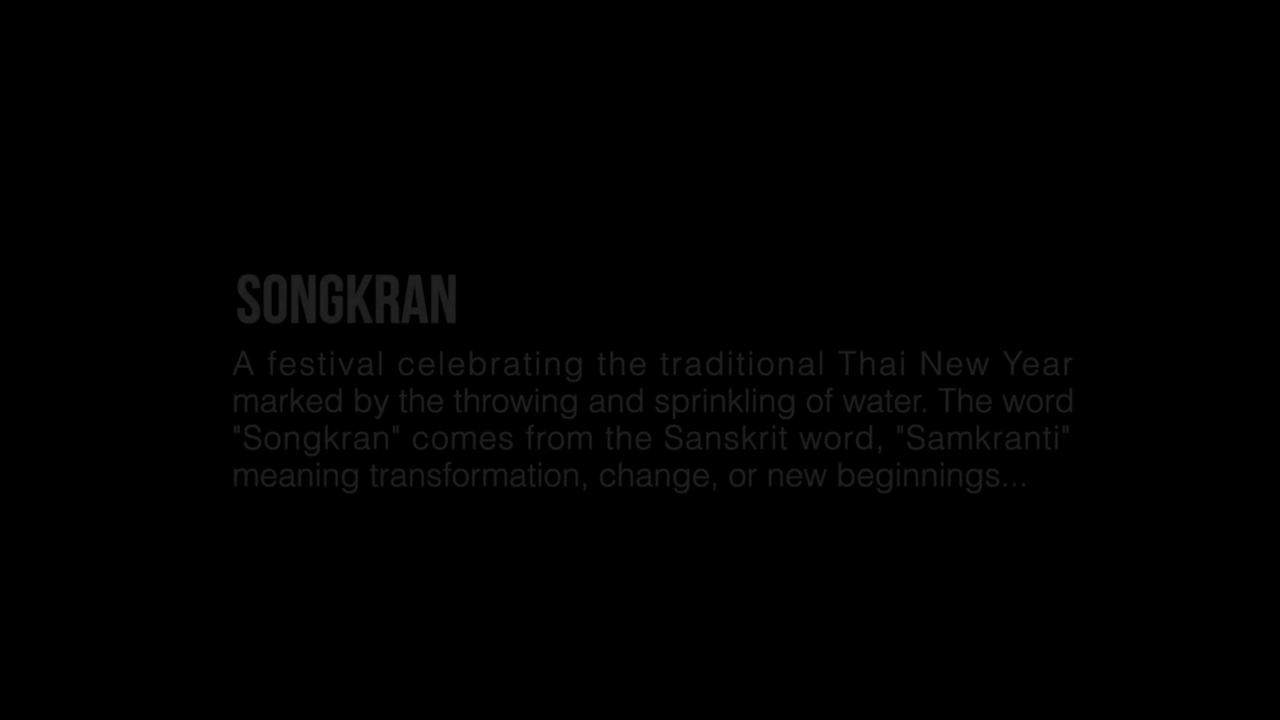 SONGKRAN
A festival celebrating the traditional Thai New Year
marked by the throwing and sprinkling of water. The word
"Songkran" comes from the Sanskrit word, "Samkranti"
meaning transformation, change, or new beginnings...